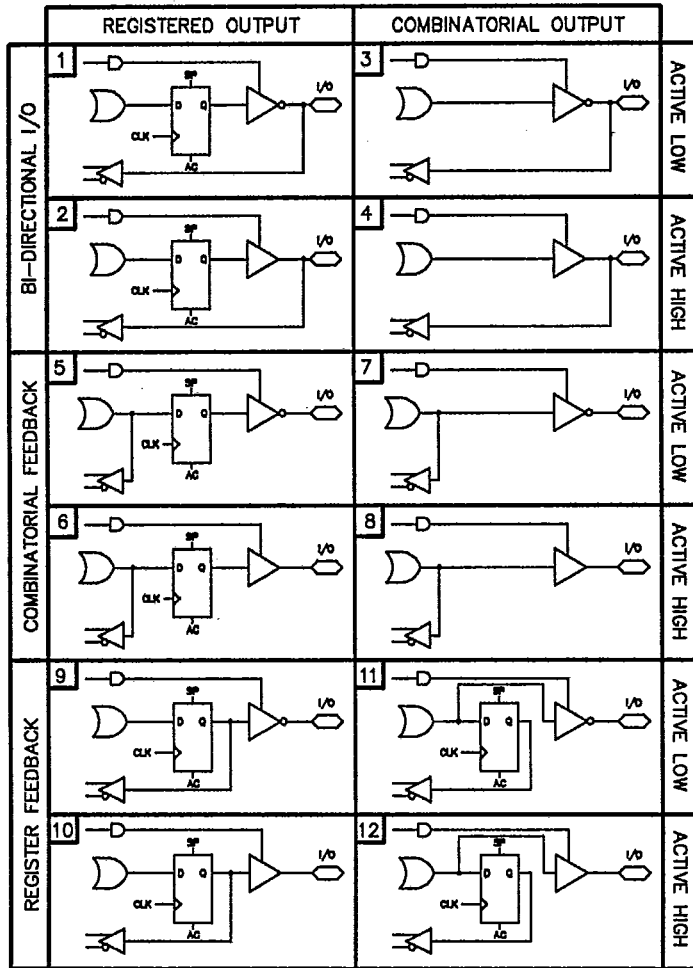 REGISTERED OUTPUT
COMBINATORIAL OUTPUT
BI-DIRECTIONAL I/O
1
SP
D Q
CLK
AC
I/O
3
I/O
ACTIVE LOW
2
SP
D Q
CLK
AC
I/O
4
I/O
ACTIVE HIGH
COMBINATORIAL FEEDBACK
5
SP
D Q
CLK
AC
I/O
7
I/O
ACTIVE LOW
6
SP
D Q
CLK
AC
I/O
8
I/O
ACTIVE HIGH
REGISTER FEEDBACK
9
SP
D Q
CLK
AC
I/O
11
SP
D Q
CLK
AC
I/O
ACTIVE LOW
10
SP
D Q
CLK
AC
I/O
12
SP
D Q
CLK
AC
I/O
ACTIVE HIGH